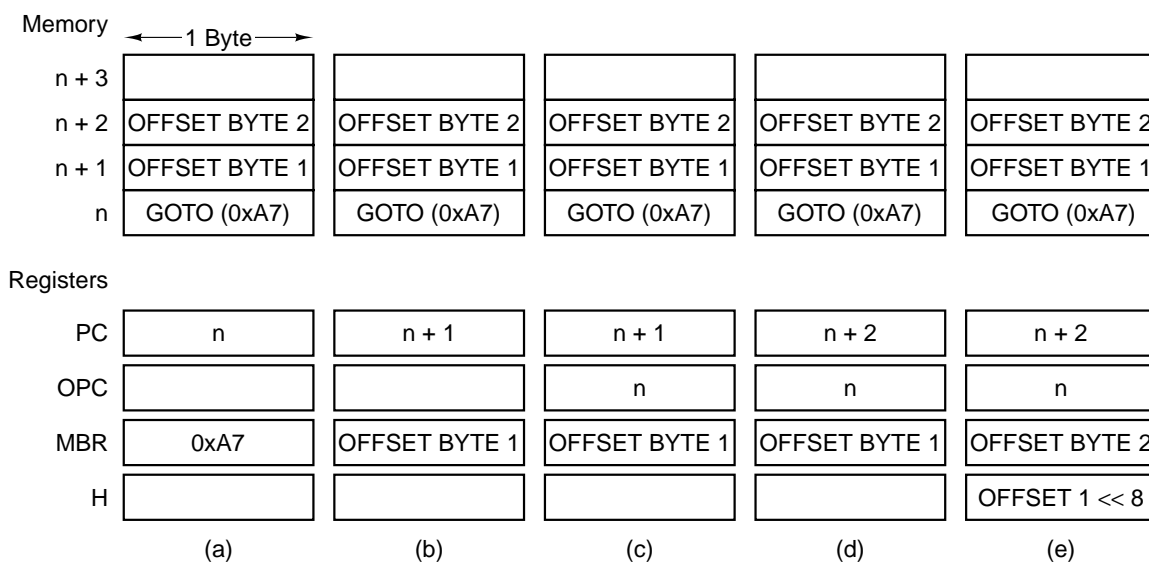 Memory
1 Byte
n + 3
n + 2 OFFSET BYTE 2 OFFSET BYTE 2 OFFSET BYTE 2 OFFSET BYTE 2 OFFSET BYTE 2
n + 1 OFFSET BYTE 1 OFFSET BYTE 1 OFFSET BYTE 1 OFFSET BYTE 1 OFFSET BYTE 1
n GOTO (0xA7) GOTO (0xA7) GOTO (0xA7) GOTO (0xA7) GOTO (0xA7)
Registers
PC n n + 1 n + 1 n + 2 n + 2
OPC n n n
MBR 0xA7 OFFSET BYTE 1 OFFSET BYTE 1 OFFSET BYTE 1 OFFSET BYTE 2
H OFFSET 1 << 8
(a) (b) (c) (d) (e)